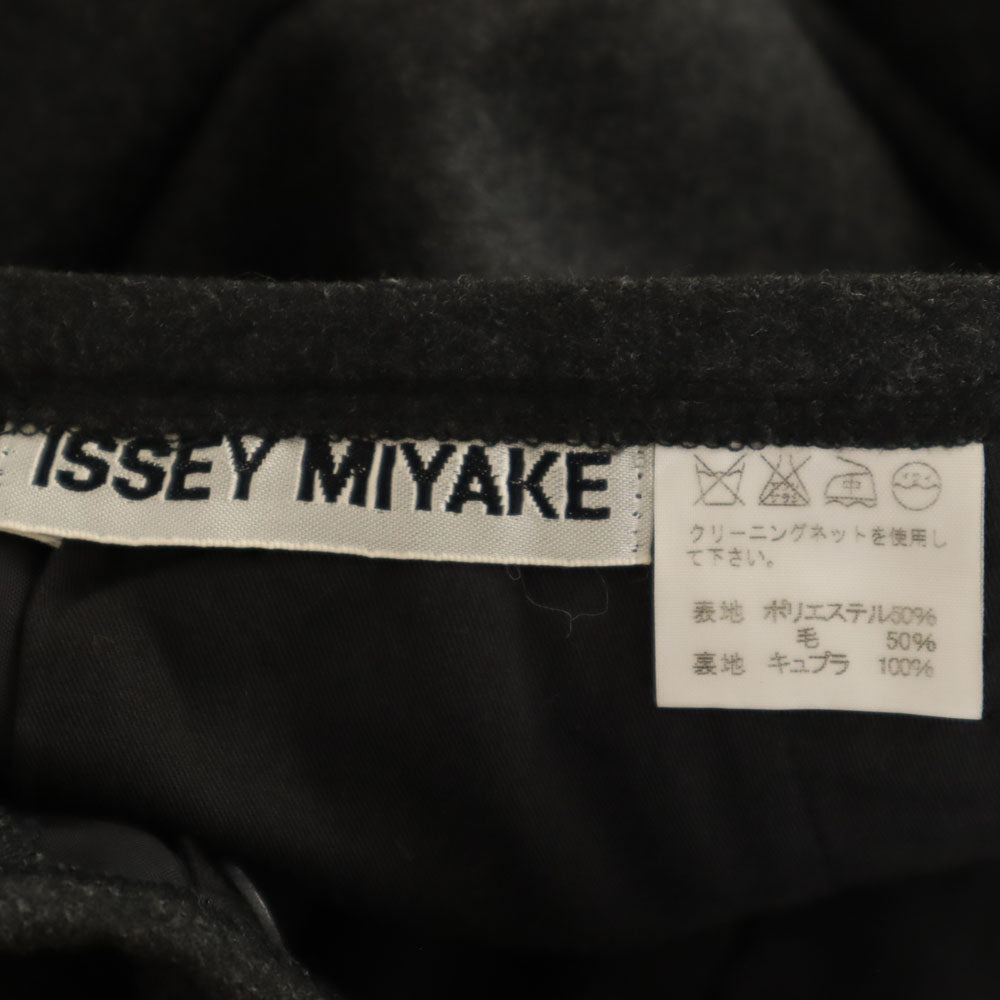 ISSEY MIYAKE
クリーニングネットを使用し
て下さい。
表地 ポリエステル50%
毛 50%
裏地 キュプラ 100%